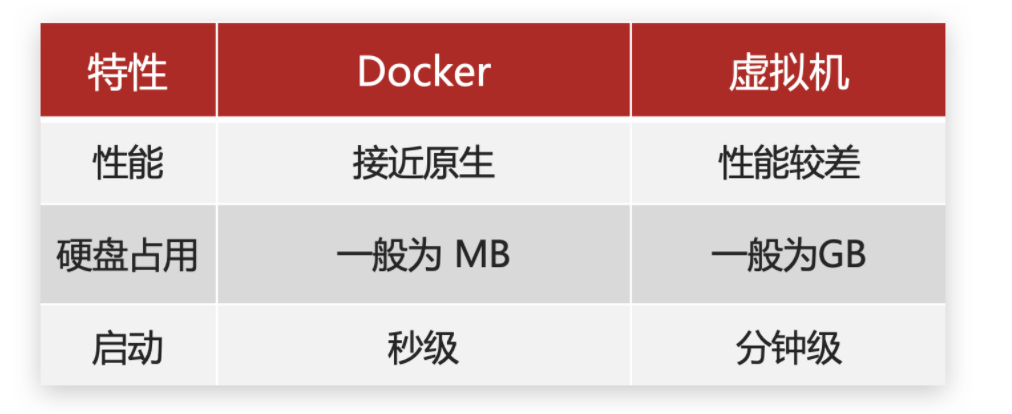 特性 Docker 虚拟机
性能 接近原生 性能较差
硬盘占用 一般为 MB 一般为GB
启动 秒级 分钟级